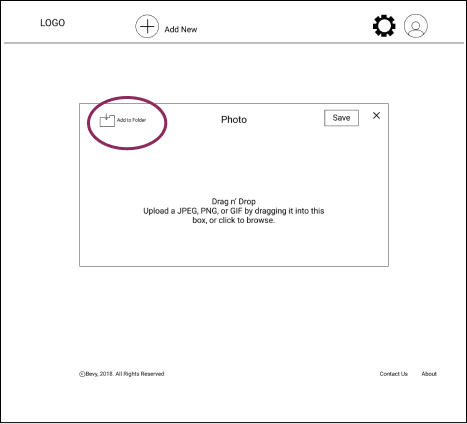 LOGO
Add New
Add to Folder
Photo
Save
Drag n' Drop
Upload a JPEG, PNG, or GIF by dragging it into this
box, or click to browse.
©Bevy, 2018. All Rights Reserved
Contact Us
About